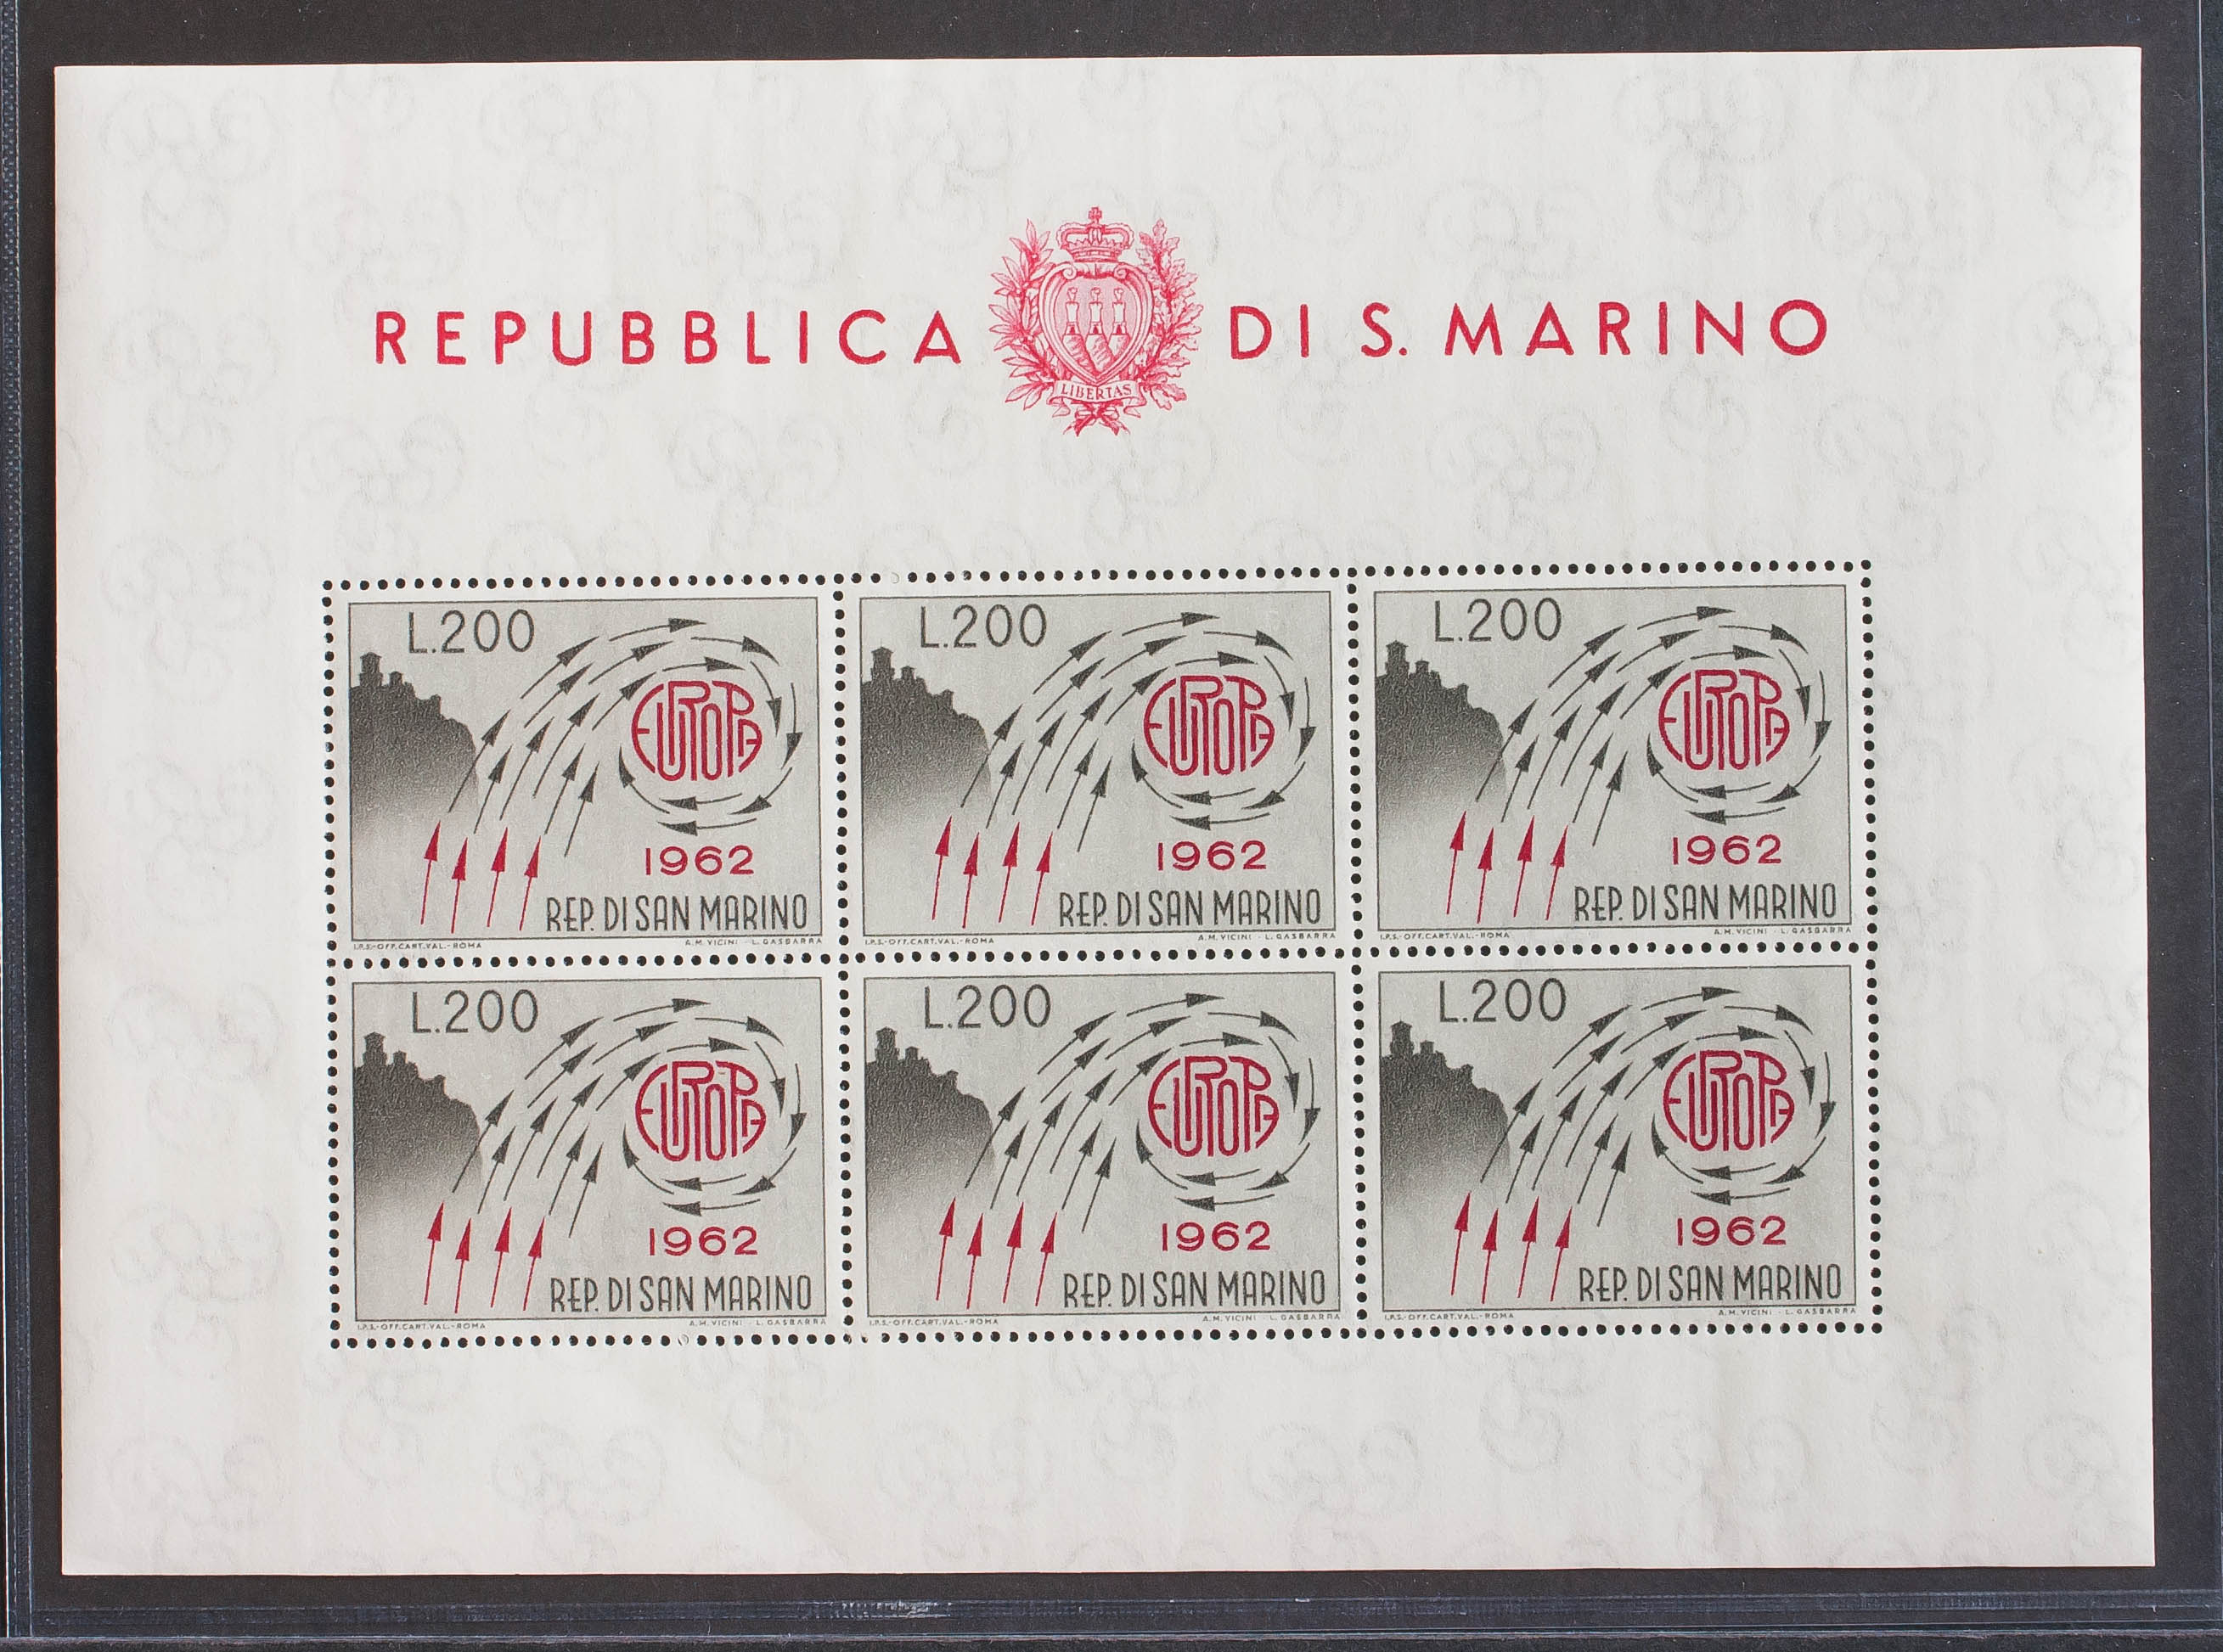 REPUBBLICA DI S. MARINO
LIBERTAS
L.200
EUROPA
1962
REP. DI SAN MARINO
I.P.S.-OFF.CART.VAL.-ROMA A.M.VICINI - L.GASBARRA
L.200
EUROPA
1962
REP. DI SAN MARINO
I.P.S.-OFF.CART.VAL.-ROMA A.M.VICINI - L.GASBARRA
L.200
EUROPA
1962
REP. DI SAN MARINO
I.P.S.-OFF.CART.VAL.-ROMA A.M.VICINI - L.GASBARRA
L.200
EUROPA
1962
REP. DI SAN MARINO
I.P.S.-OFF.CART.VAL.-ROMA A.M.VICINI - L.GASBARRA
L.200
EUROPA
1962
REP. DI SAN MARINO
I.P.S.-OFF.CART.VAL.-ROMA A.M.VICINI - L.GASBARRA
L.200
EUROPA
1962
REP. DI SAN MARINO
I.P.S.-OFF.CART.VAL.-ROMA A.M.VICINI - L.GASBARRA